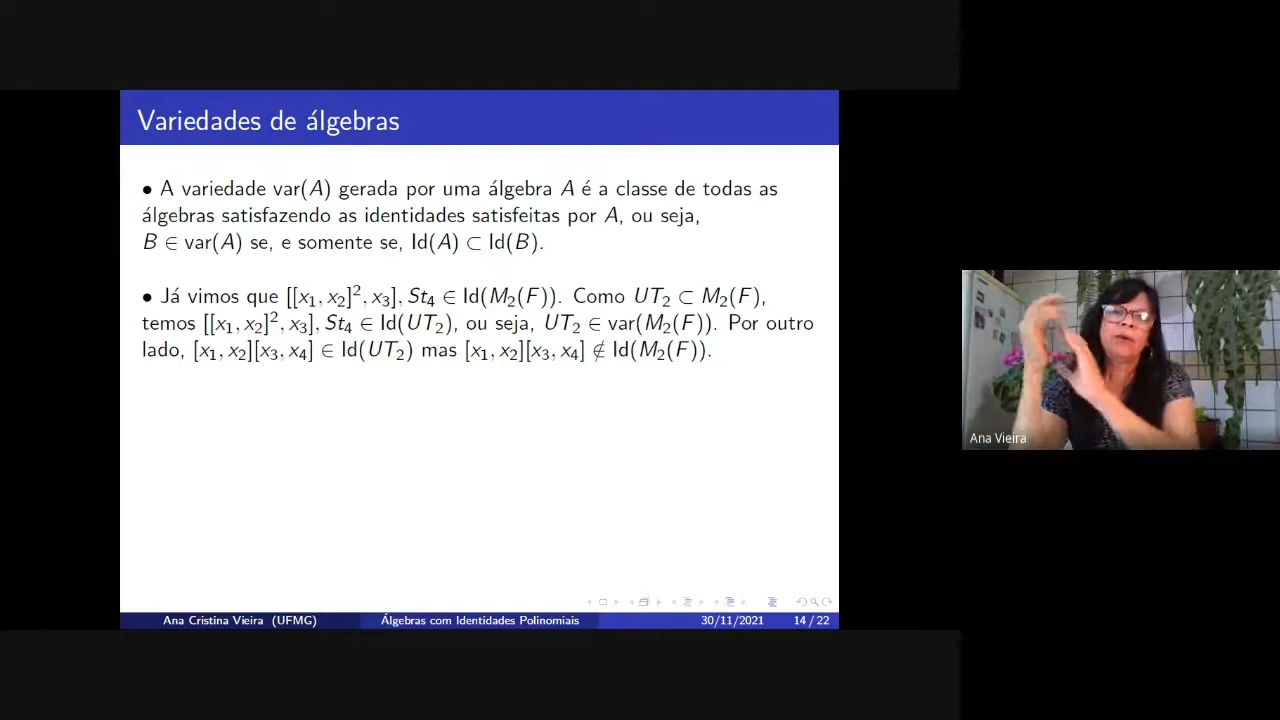 Variedades de álgebras
• A variedade var(A) gerada por uma álgebra A é a classe de todas as
álgebras satisfazendo as identidades satisfeitas por A, ou seja,
B ∈ var(A) se, e somente se, Id(A) ⊂ Id(B).
• Já vimos que [[x₁, x₂]², x₃], St₄ ∈ Id(M₂(F)). Como UT₂ ⊂ M₂(F),
temos [[x₁, x₂]², x₃], St₄ ∈ Id(UT₂), ou seja, UT₂ ∈ var(M₂(F)). Por outro
lado, [x₁, x₂][x₃, x₄] ∈ Id(UT₂) mas [x₁, x₂][x₃, x₄] ∉ Id(M₂(F)).
Ana Vieira
Ana Cristina Vieira (UFMG) Álgebras com Identidades Polinomiais 30/11/2021 14 / 22